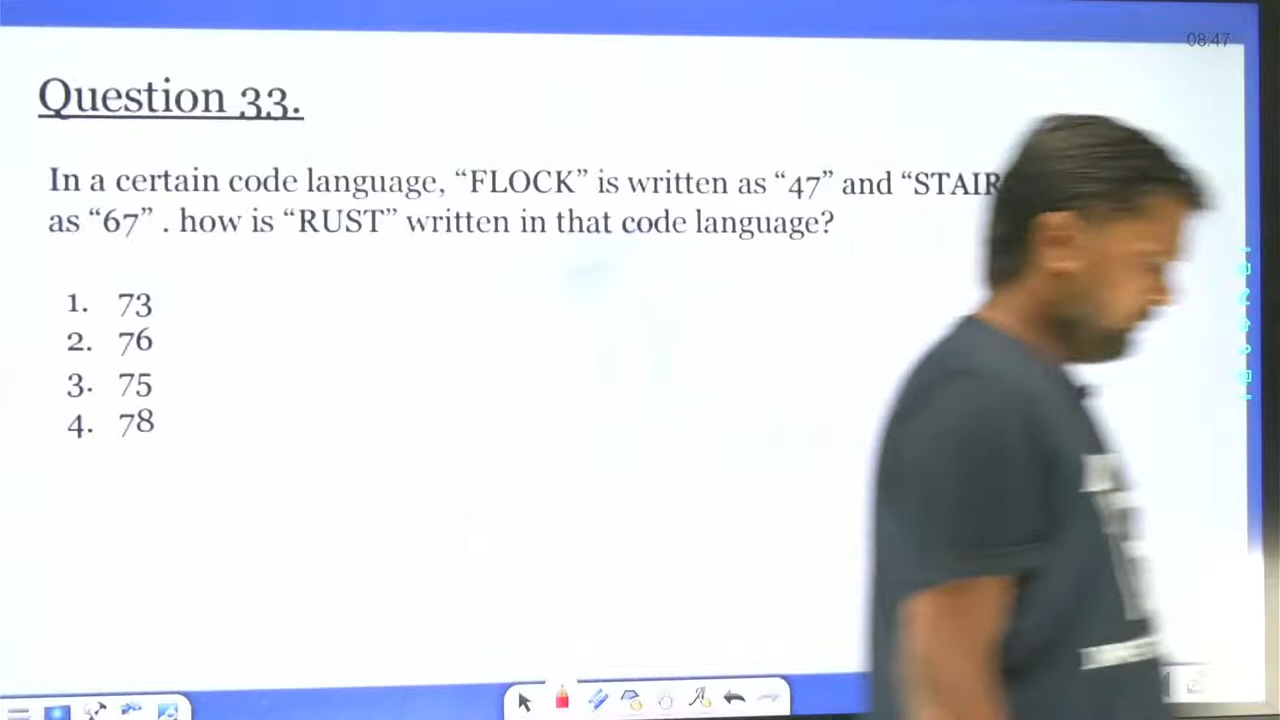 08:47
Question 33.
In a certain code language, “FLOCK” is written as “47” and “STAIR
as “67” . how is “RUST” written in that code language?
1. 73
2. 76
3. 75
4. 78